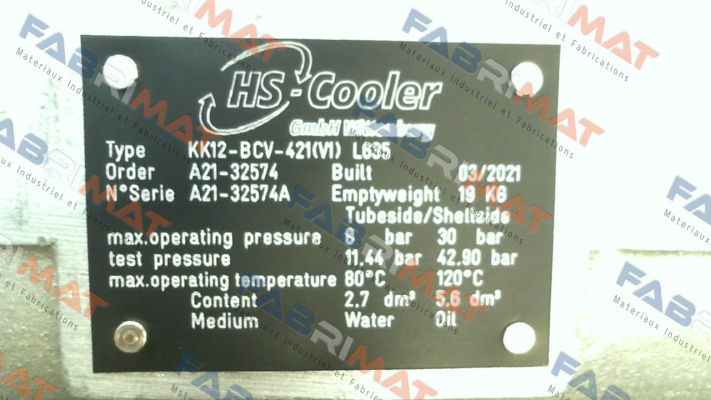 HS-Cooler
GmbH Wittenberg
Type KK12-BCV-421(V1) L635
Order A21-32574 Built 03/2021
N°Serie A21-32574A Emptyweight 19 KG
Tubeside/Shellside
max.operating pressure 8 bar 30 bar
test pressure 11,44 bar 42,90 bar
max.operating temperature 80°C 120°C
Content 2,7 dm³ 5,6 dm³
Medium Water Oil
FABRIMAT
Materiaux Industriel et Fabrications